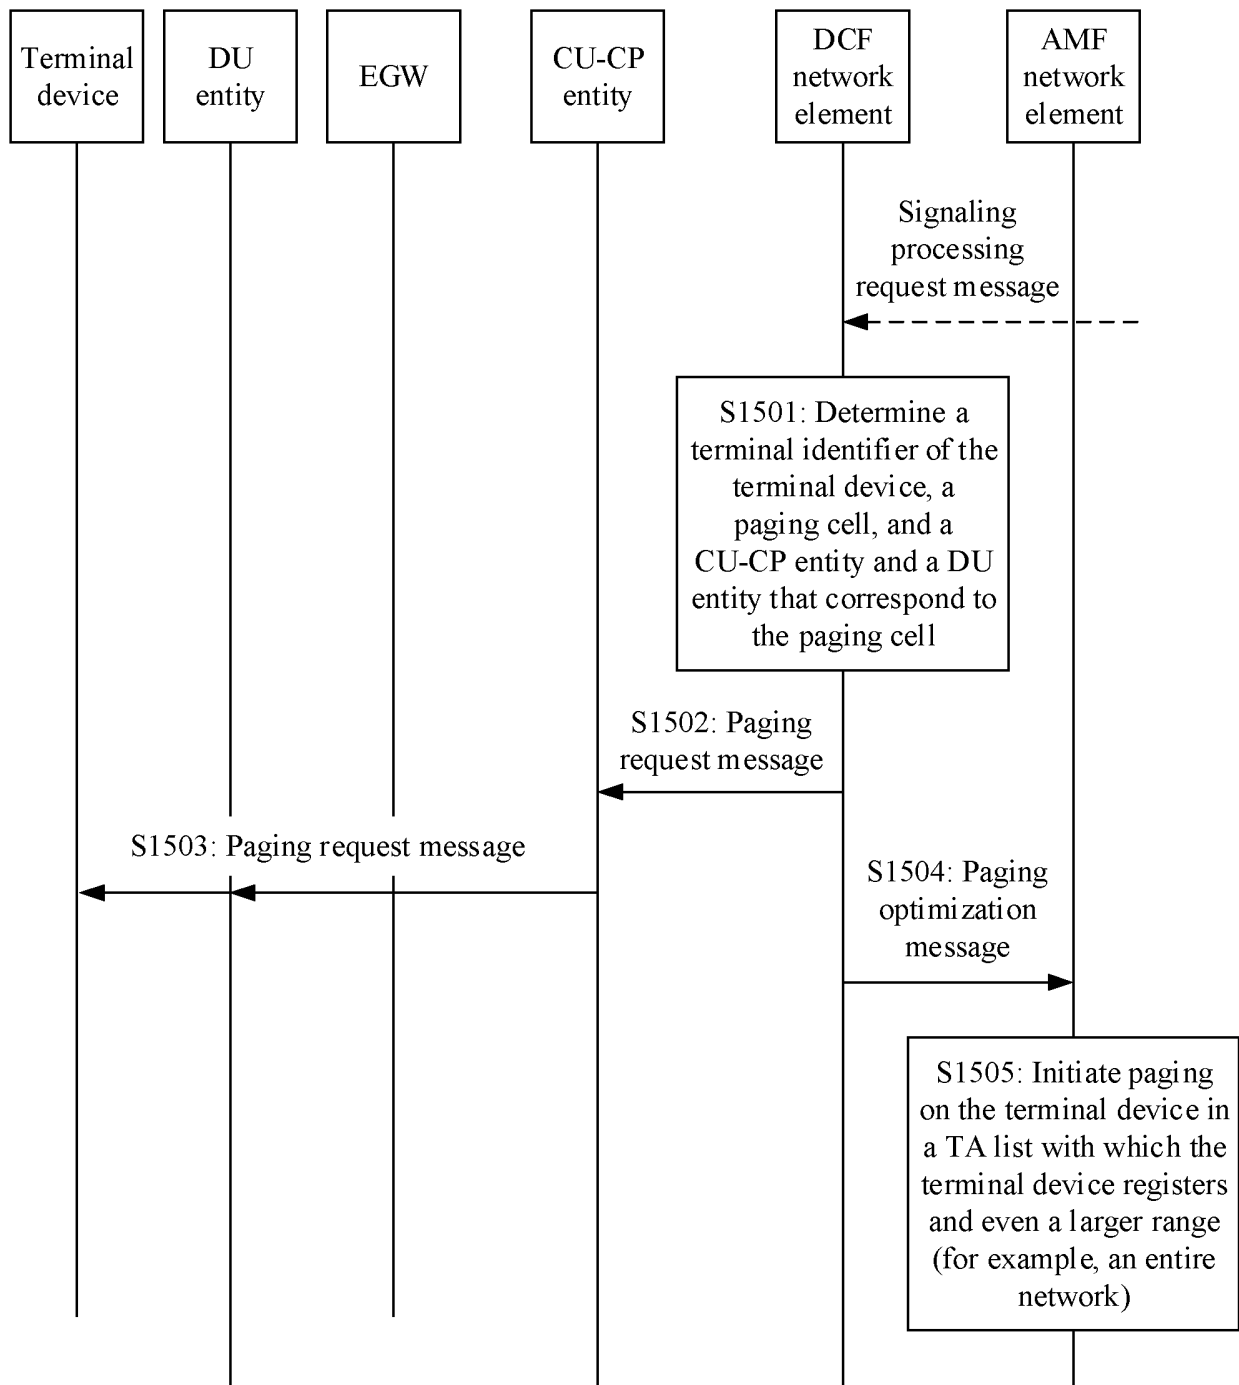 Terminal
device
DU
entity
EGW
CU-CP
entity
DCF
network
element
AMF
network
element
Signaling
processing
request message
S1501: Determine a
terminal identifier of the
terminal device, a
paging cell, and a
CU-CP entity and a DU
entity that correspond to
the paging cell
S1502: Paging
request message
S1503: Paging request message
S1504: Paging
optimization
message
S1505: Initiate paging
on the terminal device in
a TA list with which the
terminal device registers
and even a larger range
(for example, an entire
network)